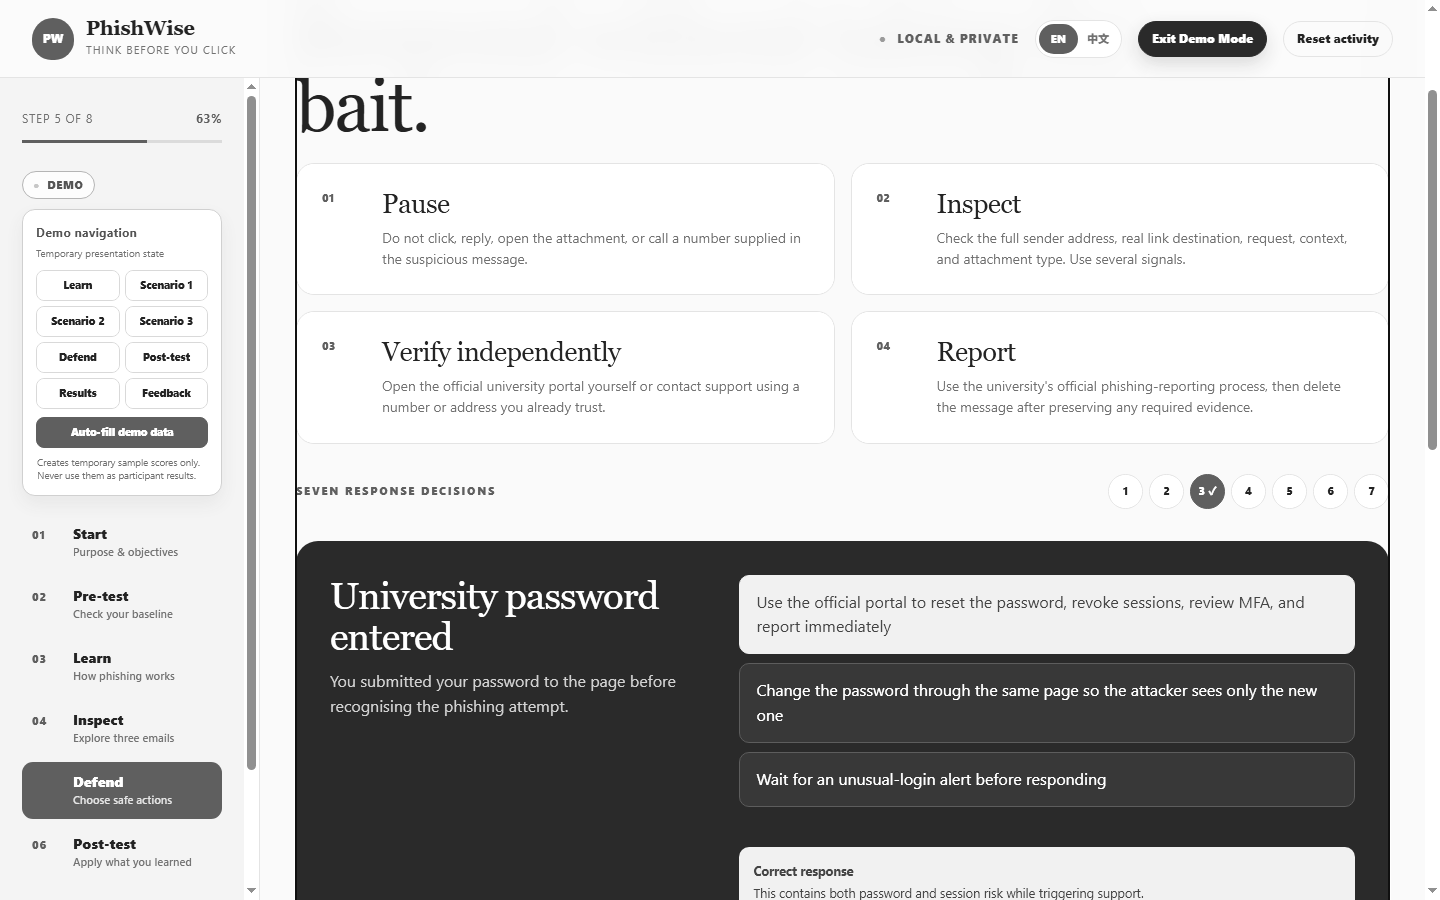 PW
PhishWise
THINK BEFORE YOU CLICK
LOCAL & PRIVATE
EN
中文
Exit Demo Mode
Reset activity
STEP 5 OF 8
63%
DEMO
Demo navigation
Temporary presentation state
Learn
Scenario 1
Scenario 2
Scenario 3
Defend
Post-test
Results
Feedback
Auto-fill demo data
Creates temporary sample scores only.
Never use them as participant results.
01
Start
Purpose & objectives
02
Pre-test
Check your baseline
03
Learn
How phishing works
04
Inspect
Explore three emails
Defend
Choose safe actions
06
Post-test
Apply what you learned
bait.
01
Pause
Do not click, reply, open the attachment, or call a number supplied in
the suspicious message.
02
Inspect
Check the full sender address, real link destination, request, context,
and attachment type. Use several signals.
03
Verify independently
Open the official university portal yourself or contact support using a
number or address you already trust.
04
Report
Use the university's official phishing-reporting process, then delete
the message after preserving any required evidence.
SEVEN RESPONSE DECISIONS
1
2
3 ✓
4
5
6
7
University password
entered
You submitted your password to the page before
recognising the phishing attempt.
Use the official portal to reset the password, revoke sessions, review MFA, and
report immediately
Change the password through the same page so the attacker sees only the new
one
Wait for an unusual-login alert before responding
Correct response
This contains both password and session risk while triggering support.